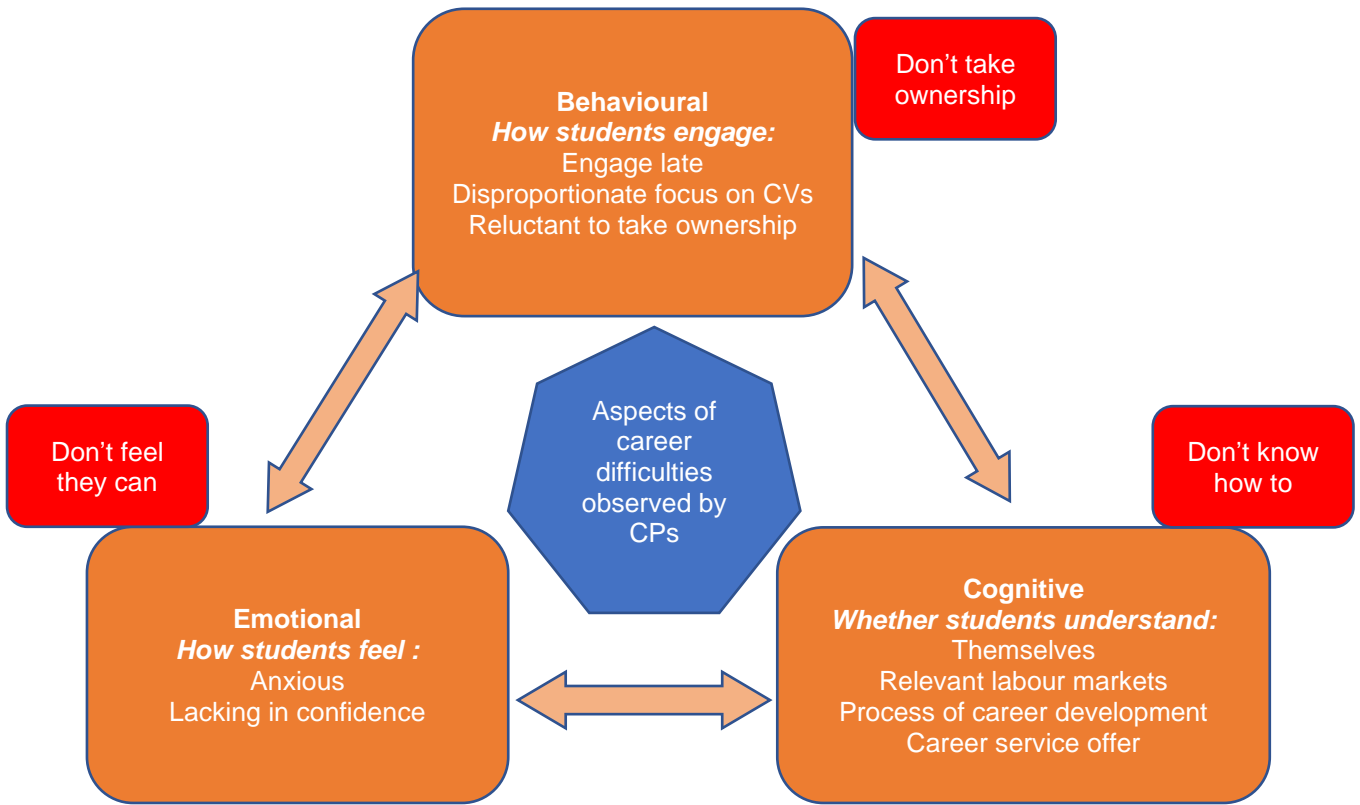 Behavioural
How students engage:
Engage late
Disproportionate focus on CVs
Reluctant to take ownership
Don’t take
ownership
Aspects of
career
difficulties
observed by
CPs
Don’t feel
they can
Emotional
How students feel :
Anxious
Lacking in confidence
Don’t know
how to
Cognitive
Whether students understand:
Themselves
Relevant labour markets
Process of career development
Career service offer